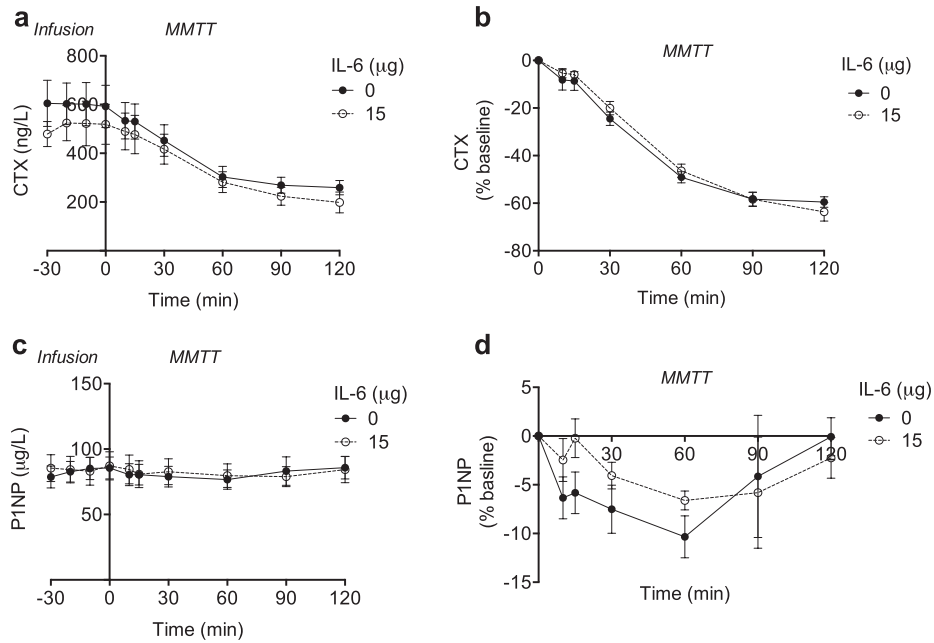 a
Infusion MMTT
IL-6 (μg)
0
15
CTX (ng/L)
800
600
400
200
-30 0 30 60 90 120
Time (min)
b
MMTT
IL-6 (μg)
0
15
CTX
(% baseline)
0
-20
-40
-60
-80
0 30 60 90 120
Time (min)
c
Infusion MMTT
IL-6 (μg)
0
15
P1NP (μg/L)
150
100
50
-30 0 30 60 90 120
Time (min)
d
MMTT
IL-6 (μg)
0
15
P1NP
(% baseline)
5
0
-5
-10
-15
30 60 90 120
Time (min)